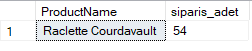 ProductName siparis_adet
1 Raclette Courdavault 54